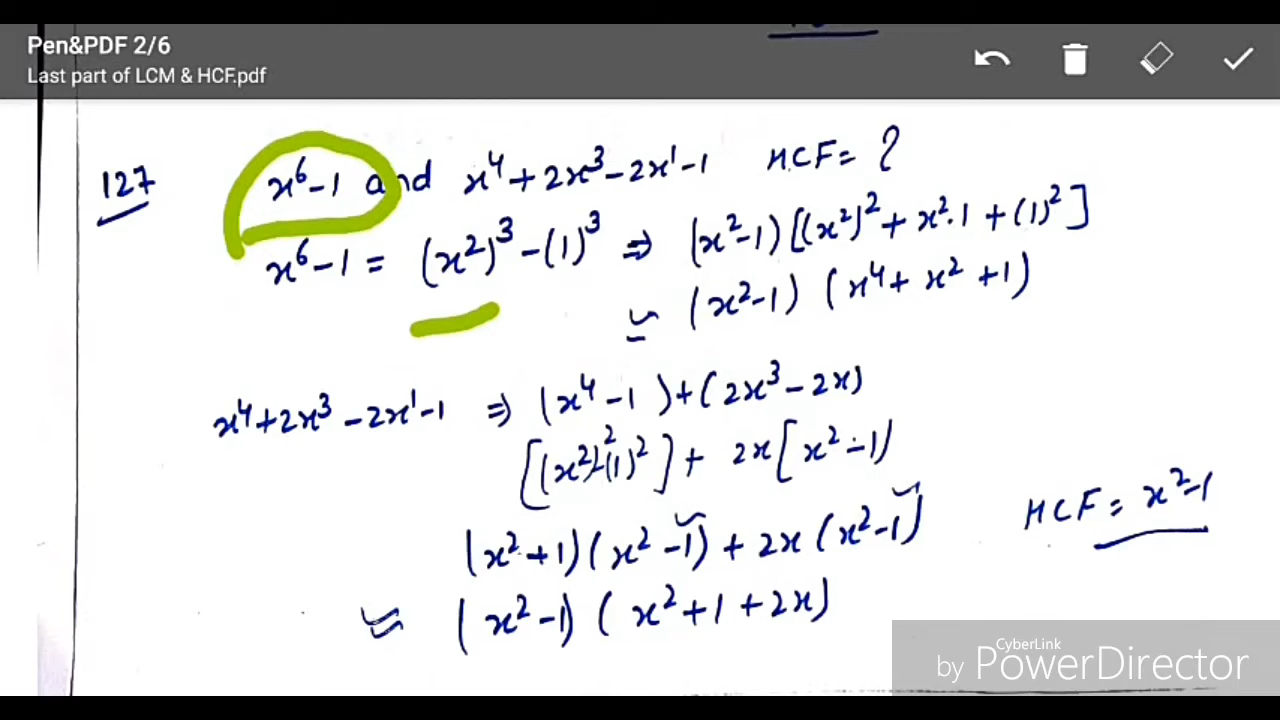 Pen&PDF 2/6
Last part of LCM & HCF.pdf
127 x⁶-1 and x⁴+2x³-2x¹-1 HCF= ?
x⁶-1 = (x²)³-(1)³ ⇒ (x²-1)[(x²)²+x²·1+(1)²]
(x²-1) (x⁴+x²+1)
x⁴+2x³-2x¹-1 ⇒ (x⁴-1)+(2x³-2x)
[(x²)²-(1)²]+ 2x[x²-1)
HCF= x²-1
(x²+1)(x²-1)+2x(x²-1)
(x²-1)(x²+1+2x)
CyberLink
by PowerDirector